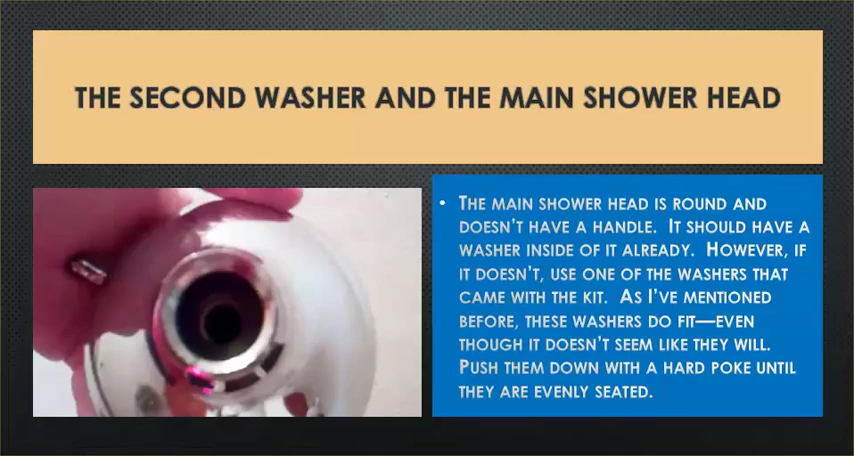 THE SECOND WASHER AND THE MAIN SHOWER HEAD
• THE MAIN SHOWER HEAD IS ROUND AND
DOESN'T HAVE A HANDLE. IT SHOULD HAVE A
WASHER INSIDE OF IT ALREADY. HOWEVER, IF
IT DOESN'T, USE ONE OF THE WASHERS THAT
CAME WITH THE KIT. AS I'VE MENTIONED
BEFORE, THESE WASHERS DO FIT—EVEN
THOUGH IT DOESN'T SEEM LIKE THEY WILL.
PUSH THEM DOWN WITH A HARD POKE UNTIL
THEY ARE EVENLY SEATED.